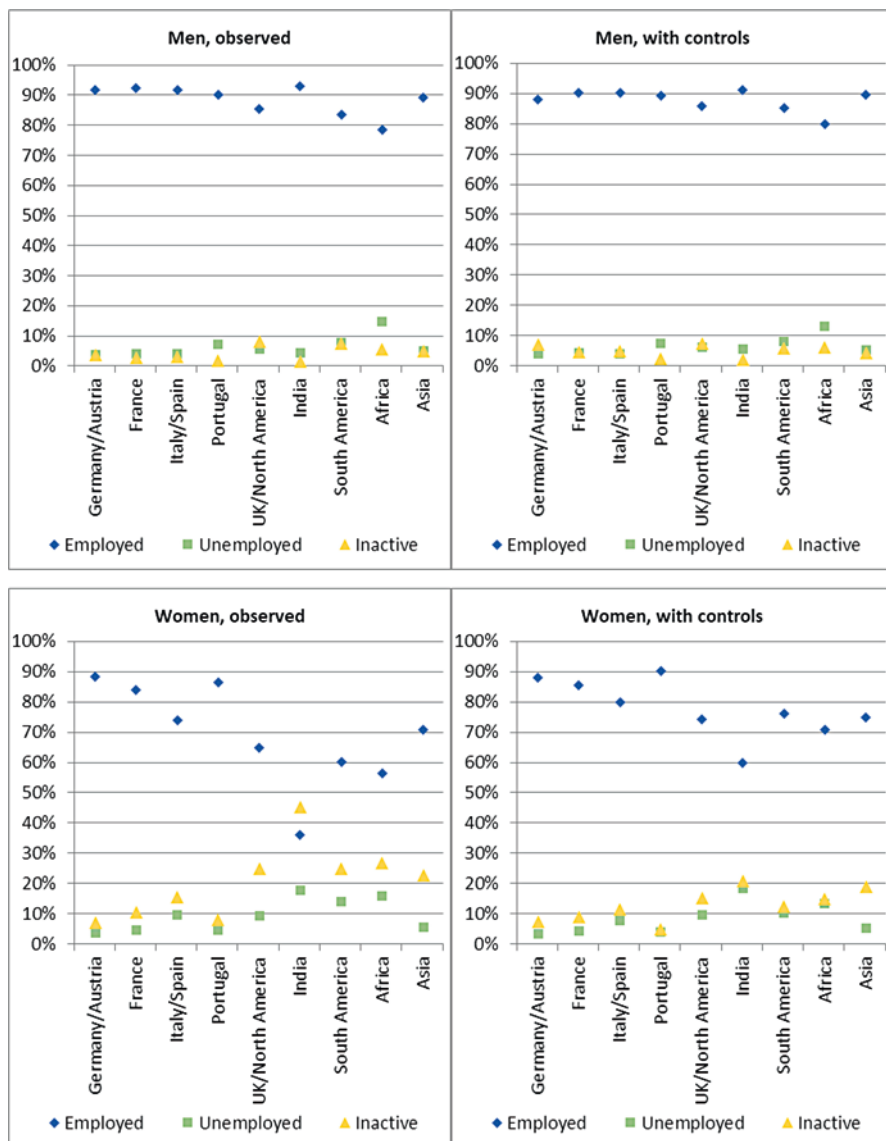 Men, observed
100%
90%
80%
70%
60%
50%
40%
30%
20%
10%
0%
Germany/Austria
France
Italy/Spain
Portugal
UK/North America
India
South America
Africa
Asia
Employed Unemployed Inactive
Men, with controls
100%
90%
80%
70%
60%
50%
40%
30%
20%
10%
0%
Germany/Austria
France
Italy/Spain
Portugal
UK/North America
India
South America
Africa
Asia
Employed Unemployed Inactive
Women, observed
100%
90%
80%
70%
60%
50%
40%
30%
20%
10%
0%
Germany/Austria
France
Italy/Spain
Portugal
UK/North America
India
South America
Africa
Asia
Employed Unemployed Inactive
Women, with controls
100%
90%
80%
70%
60%
50%
40%
30%
20%
10%
0%
Germany/Austria
France
Italy/Spain
Portugal
UK/North America
India
South America
Africa
Asia
Employed Unemployed Inactive